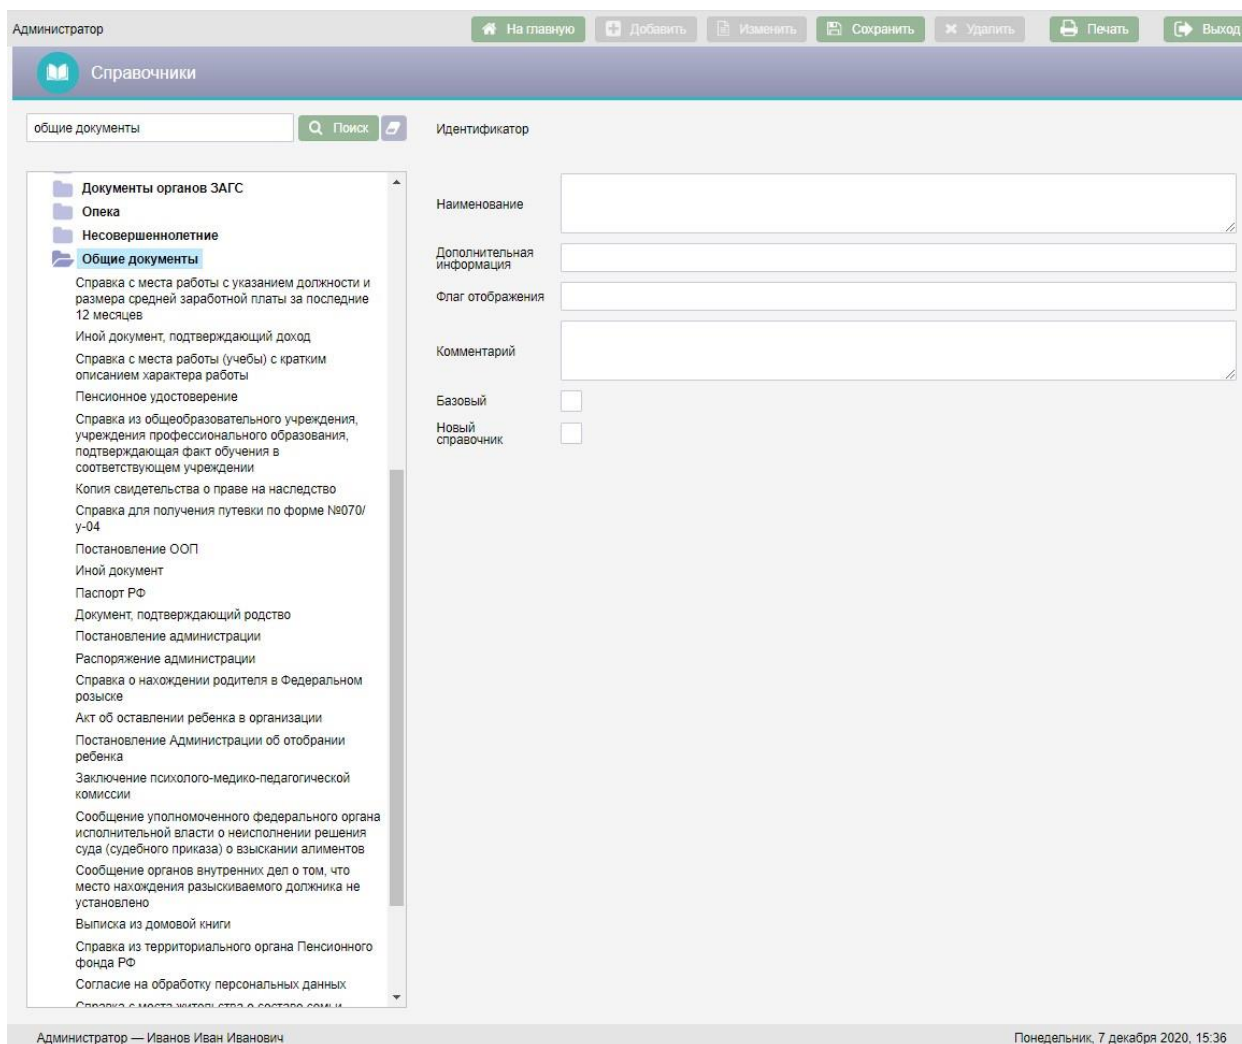 Администратор
На главную
Добавить
Изменить
Сохранить
Удалить
Печать
Выход
Справочники
общие документы
Поиск
Идентификатор
Документы органов ЗАГС
Опека
Несовершеннолетние
Общие документы
Справка с места работы с указанием должности и
размера средней заработной платы за последние
12 месяцев
Иной документ, подтверждающий доход
Справка с места работы (учебы) с кратким
описанием характера работы
Пенсионное удостоверение
Справка из общеобразовательного учреждения,
учреждения профессионального образования,
подтверждающая факт обучения в
соответствующем учреждении
Копия свидетельства о праве на наследство
Справка для получения путевки по форме №070/
у-04
Постановление ООП
Иной документ
Паспорт РФ
Документ, подтверждающий родство
Постановление администрации
Распоряжение администрации
Справка о нахождении родителя в Федеральном
розыске
Акт об оставлении ребенка в организации
Постановление Администрации об отобрании
ребенка
Заключение психолого-медико-педагогической
комиссии
Сообщение уполномоченного федерального органа
исполнительной власти о неисполнении решения
суда (судебного приказа) о взыскании алиментов
Сообщение органов внутренних дел о том, что
место нахождения разыскиваемого должника не
установлено
Выписка из домовой книги
Справка из территориального органа Пенсионного
фонда РФ
Согласие на обработку персональных данных
Справка с места жительства о составе семьи
Наименование
Дополнительная
информация
Флаг отображения
Комментарий
Базовый
Новый
справочник
Администратор — Иванов Иван Иванович
Понедельник, 7 декабря 2020, 15:36